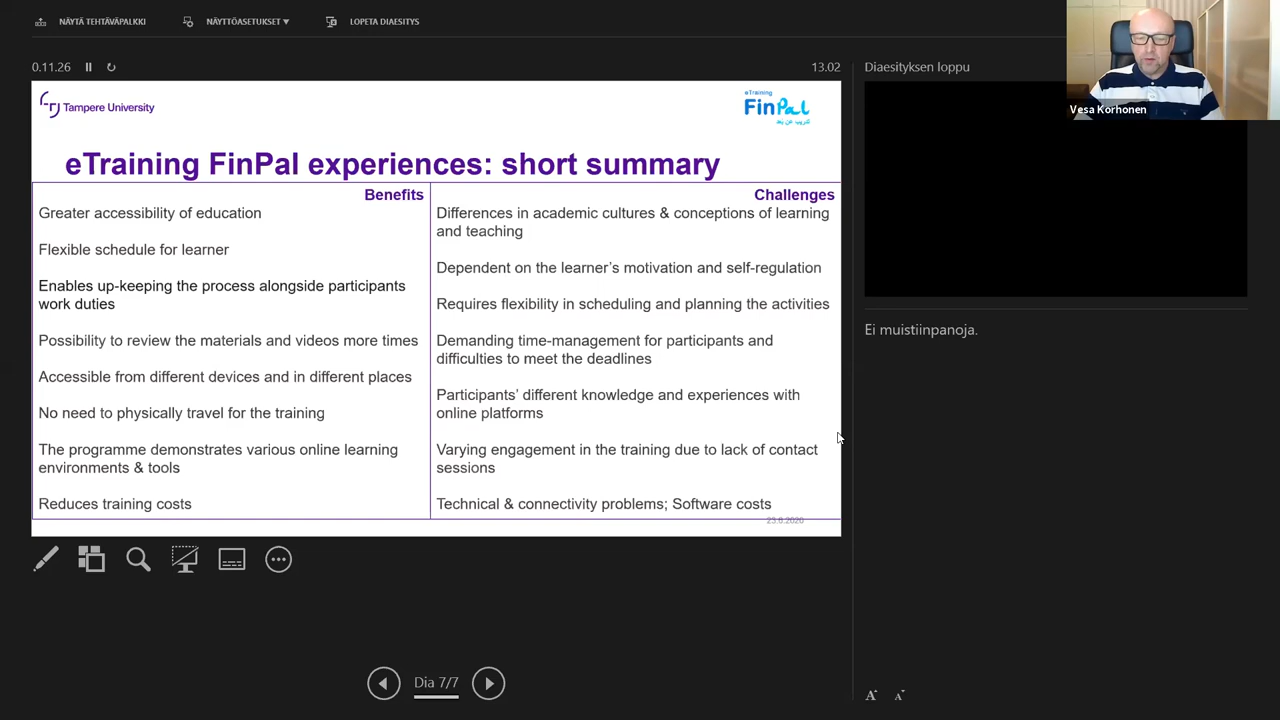 NÄYTÄ TEHTÄVÄPALKKI
NÄYTTÖASETUKSET
LOPETA DIAESITYS
0.11.26
13.02
Diaesityksen loppu
Vesa Korhonen
Tampere University
eTraining
FinPal
تدريب عن بعد
eTraining FinPal experiences: short summary
Benefits
Greater accessibility of education
Flexible schedule for learner
Enables up-keeping the process alongside participants
work duties
Possibility to review the materials and videos more times
Accessible from different devices and in different places
No need to physically travel for the training
The programme demonstrates various online learning
environments & tools
Reduces training costs
Challenges
Differences in academic cultures & conceptions of learning
and teaching
Dependent on the learner’s motivation and self-regulation
Requires flexibility in scheduling and planning the activities
Demanding time-management for participants and
difficulties to meet the deadlines
Participants’ different knowledge and experiences with
online platforms
Varying engagement in the training due to lack of contact
sessions
Technical & connectivity problems; Software costs
23.6.2020
Ei muistiinpanoja.
Dia 7/7
A
A